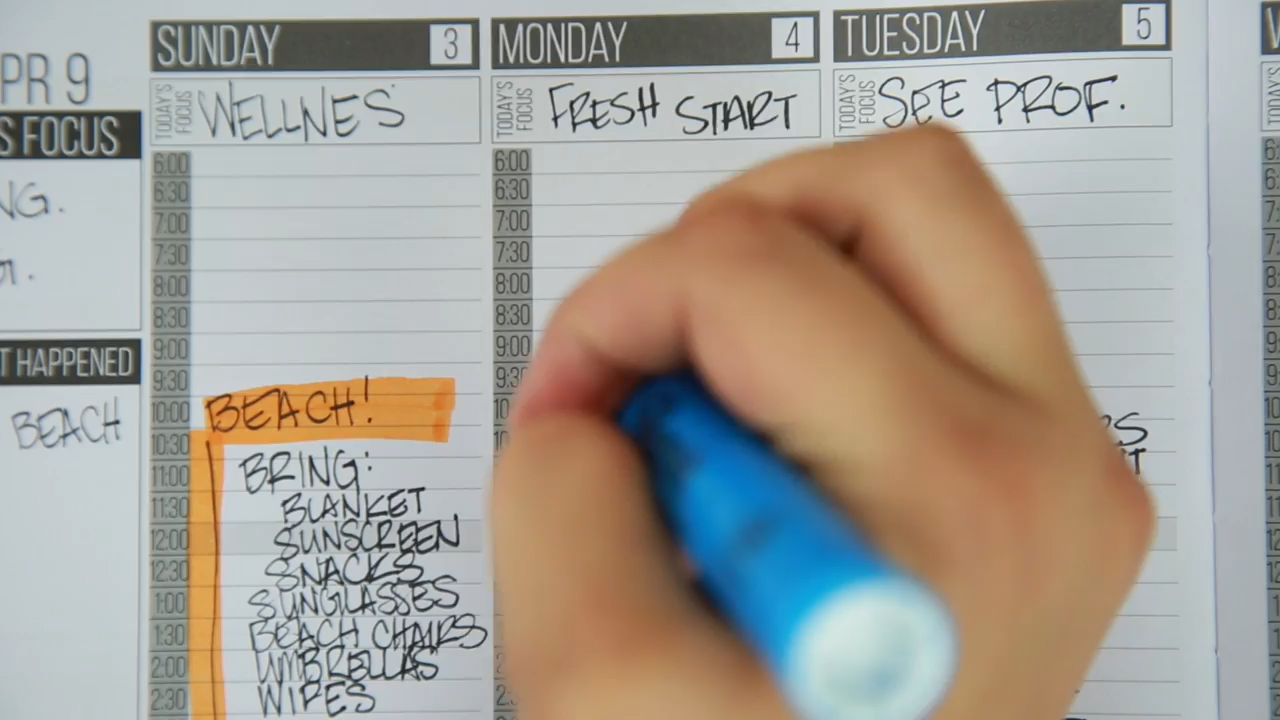 PR 9
S FOCUS
NG.
T HAPPENED
BEACH
SUNDAY 3
TODAY'S FOCUS WELLNES
6:00
6:30
7:00
7:30
8:00
8:30
9:00
9:30
10:00 BEACH!
10:30
11:00 BRING:
11:30 BLANKET
12:00 SUNSCREEN
12:30 SNACKS
1:00 SUNGLASSES
1:30 BEACH CHAIRS
2:00 UMBRELLAS
2:30 WIPES
MONDAY 4
TODAY'S FOCUS FRESH START
6:00
6:30
7:00
7:30
8:00
8:30
9:00
9:3
10
10
TUESDAY 5
TODAY'S FOCUS SEE PROF.